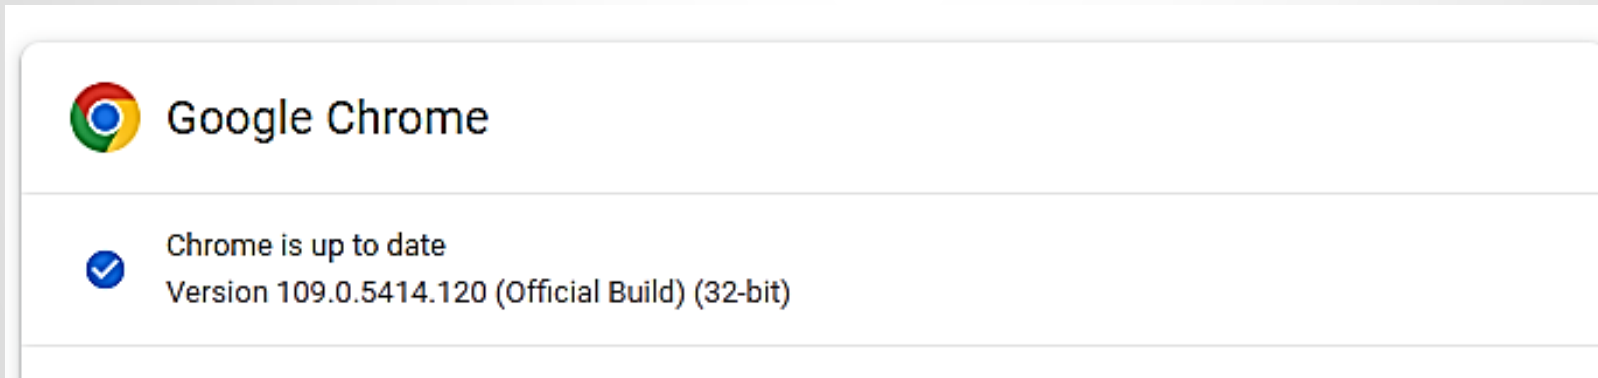 Google Chrome
Chrome is up to date
Version 109.0.5414.120 (Official Build) (32-bit)